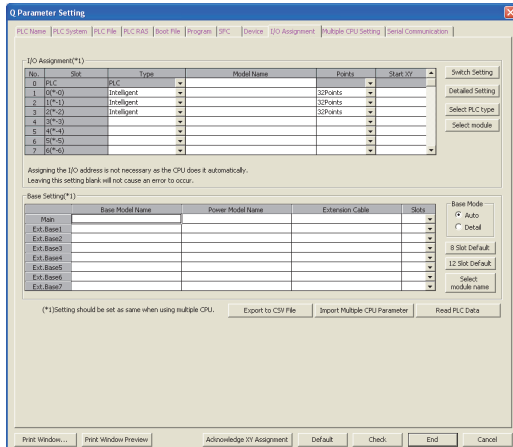 Q Parameter Setting
PLC Name PLC System PLC File PLC RAS Boot File Program SFC Device I/O Assignment Multiple CPU Setting Serial Communication
I/O Assignment(*1)
No. Slot Type Model Name Points Start XY
0 PLC PLC
1 0(*-0) Intelligent 32Points
2 1(*-1) Intelligent 32Points
3 2(*-2) Intelligent 32Points
4 3(*-3)
5 4(*-4)
6 5(*-5)
7 6(*-6)
Switch Setting
Detailed Setting
Select PLC type
Select module
Assigning the I/O address is not necessary as the CPU does it automatically.
Leaving this setting blank will not cause an error to occur.
Base Setting(*1)
Base Model Name Power Model Name Extension Cable Slots
Main
Ext.Base1
Ext.Base2
Ext.Base3
Ext.Base4
Ext.Base5
Ext.Base6
Ext.Base7
Base Mode
Auto
Detail
8 Slot Default
12 Slot Default
Select
module name
(*1)Setting should be set as same when using multiple CPU. Export to CSV File Import Multiple CPU Parameter Read PLC Data
Print Window... Print Window Preview Acknowledge XY Assignment Default Check End Cancel